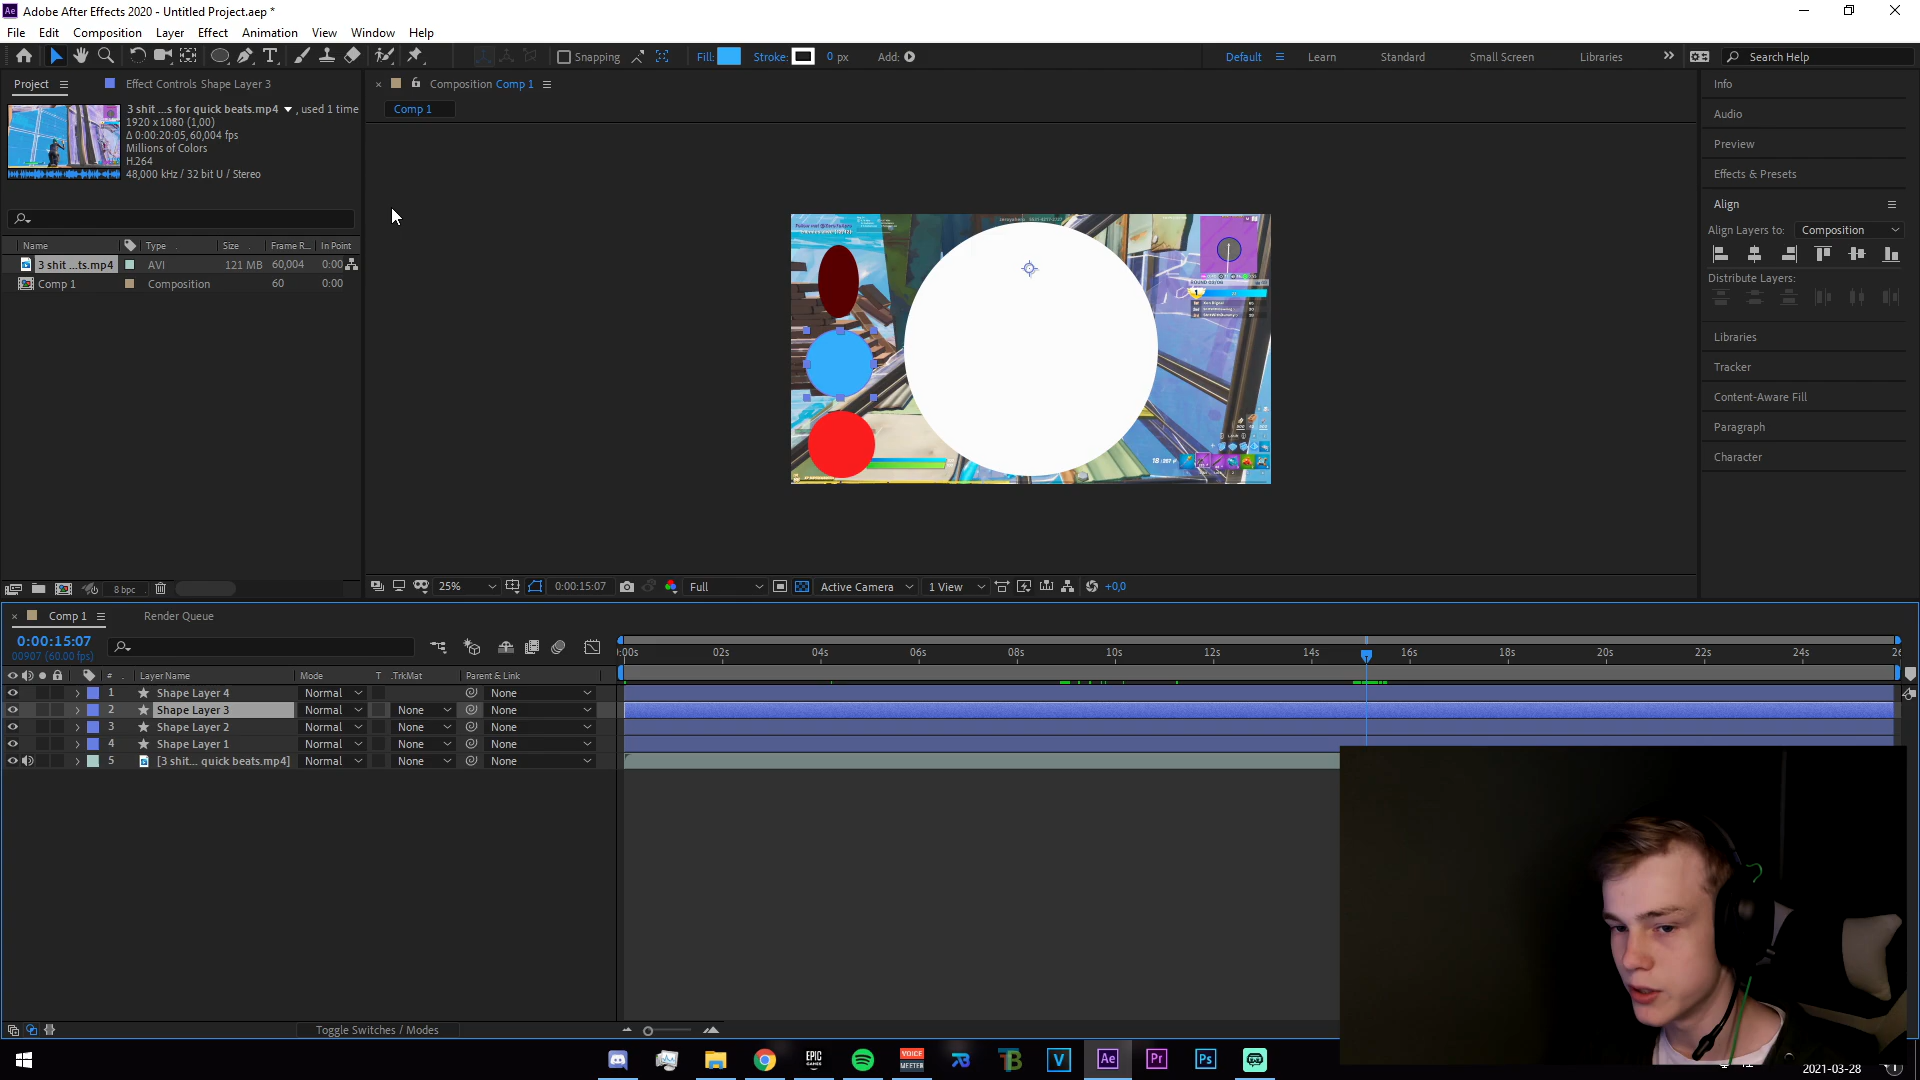 Ae Adobe After Effects 2020 - Untitled Project.aep *
File Edit Composition Layer Effect Animation View Window Help
Snapping Fill: Stroke: 0 px Add: Default Learn Standard Small Screen Libraries Search Help
Project Effect Controls Shape Layer 3 Composition Comp 1 Info
3 shit ...s for quick beats.mp4 , used 1 time Comp 1
1920 x 1080 (1,00) Audio
Δ 0:00:20:05, 60,004 fps
Millions of Colors Preview
H.264
48,000 kHz / 32 bit U / Stereo Effects & Presets
Align
Align Layers to: Composition
Name Type Size Frame R... In Point
3 shit ...ts.mp4 AVI 121 MB 60,004 0:00
Distribute Layers:
Comp 1 Composition 60 0:00
Libraries
Tracker
Content-Aware Fill
Paragraph
Character
8 bpc 25% 0:00:15:07 Full Active Camera 1 View +0,0
Comp 1 Render Queue
0:00:15:07
00907 (60.00 fps)
:00s 02s 04s 06s 08s 10s 12s 14s 16s 18s 20s 22s 24s 26
# Layer Name Mode T .TrkMat Parent & Link
1 Shape Layer 4 Normal None
2 Shape Layer 3 Normal None None
3 Shape Layer 2 Normal None None
4 Shape Layer 1 Normal None None
5 [3 shit... quick beats.mp4] Normal None None
Toggle Switches / Modes
EPIC GAMES VOICE MEETER V Ae Pr Ps
2021-03-28